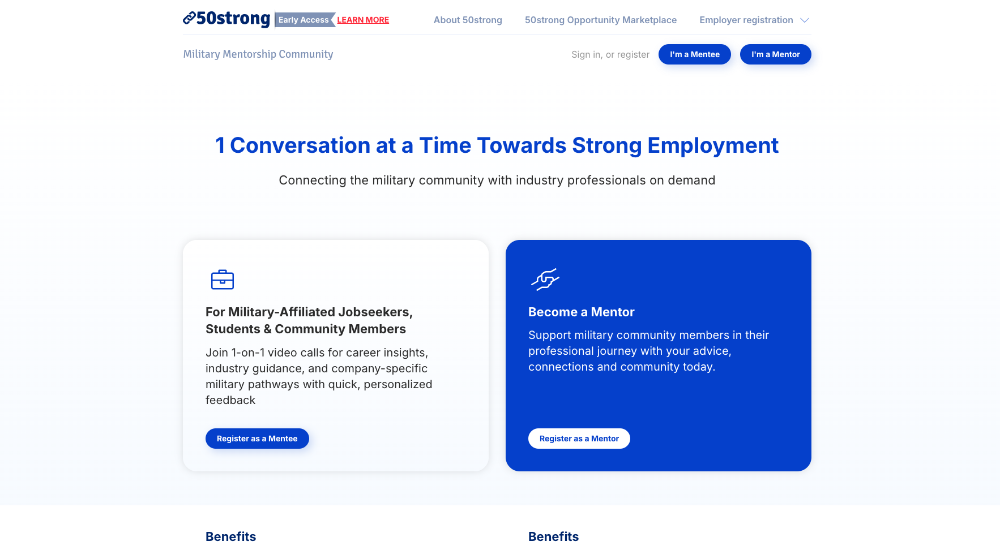 50strong Early Access LEARN MORE About 50strong 50strong Opportunity Marketplace Employer registration
Military Mentorship Community Sign in, or register I'm a Mentee I'm a Mentor
1 Conversation at a Time Towards Strong Employment
Connecting the military community with industry professionals on demand
For Military-Affiliated Jobseekers,
Students & Community Members
Join 1-on-1 video calls for career insights,
industry guidance, and company-specific
military pathways with quick, personalized
feedback
Register as a Mentee
Become a Mentor
Support military community members in their
professional journey with your advice,
connections and community today.
Register as a Mentor
Benefits
Benefits